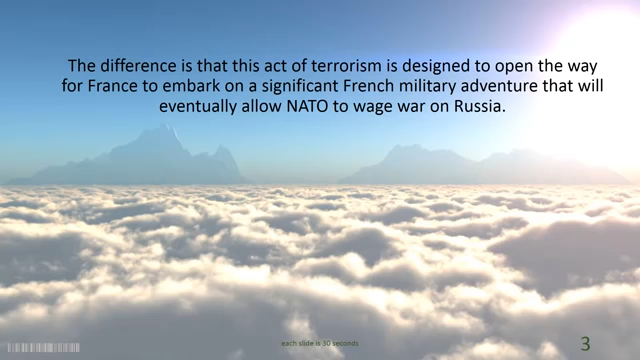 The difference is that this act of terrorism is designed to open the way
for France to embark on a significant French military adventure that will
eventually allow NATO to wage war on Russia.
each slide is 30 seconds
3